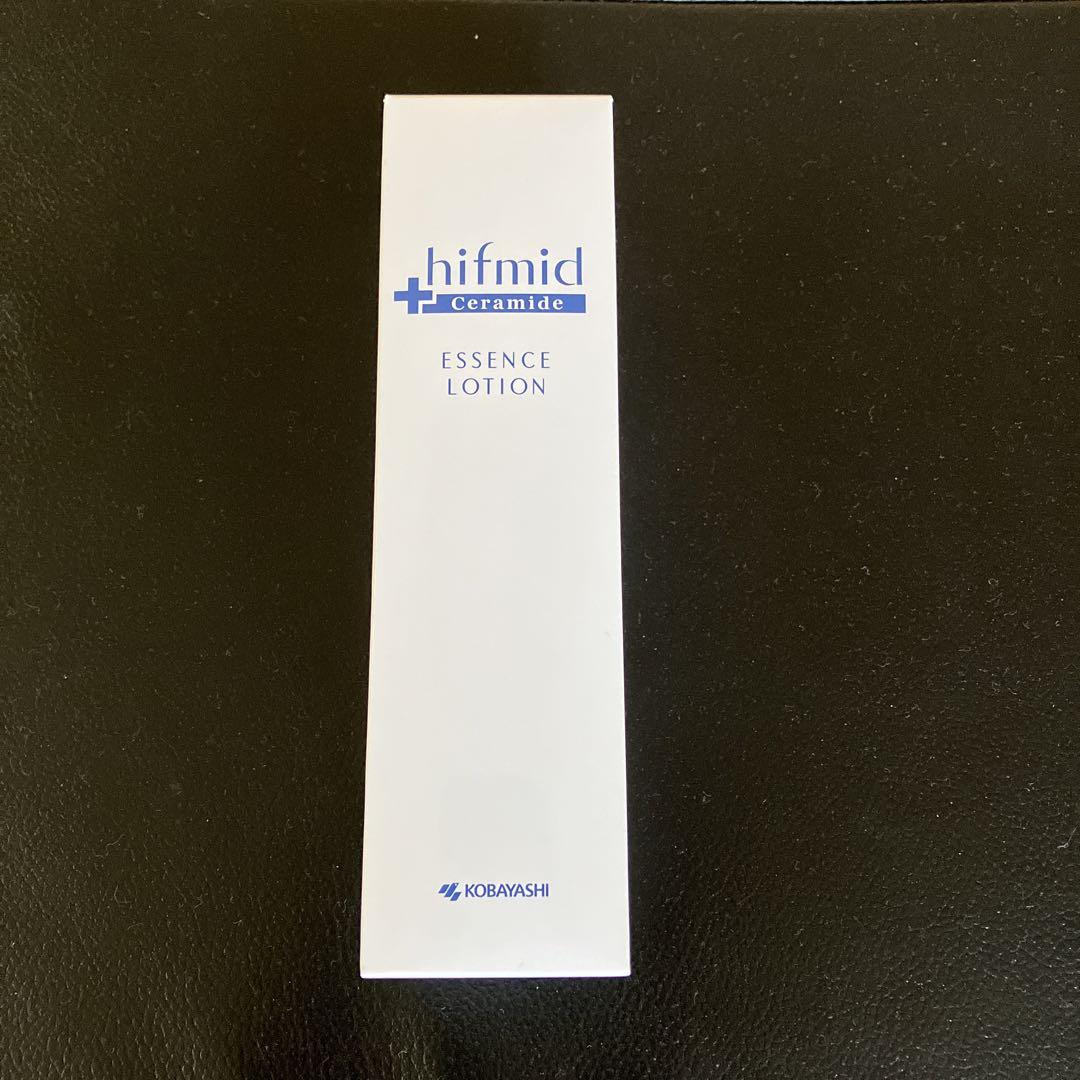 hifmid
Ceramide
ESSENCE
LOTION
KOBAYASHI